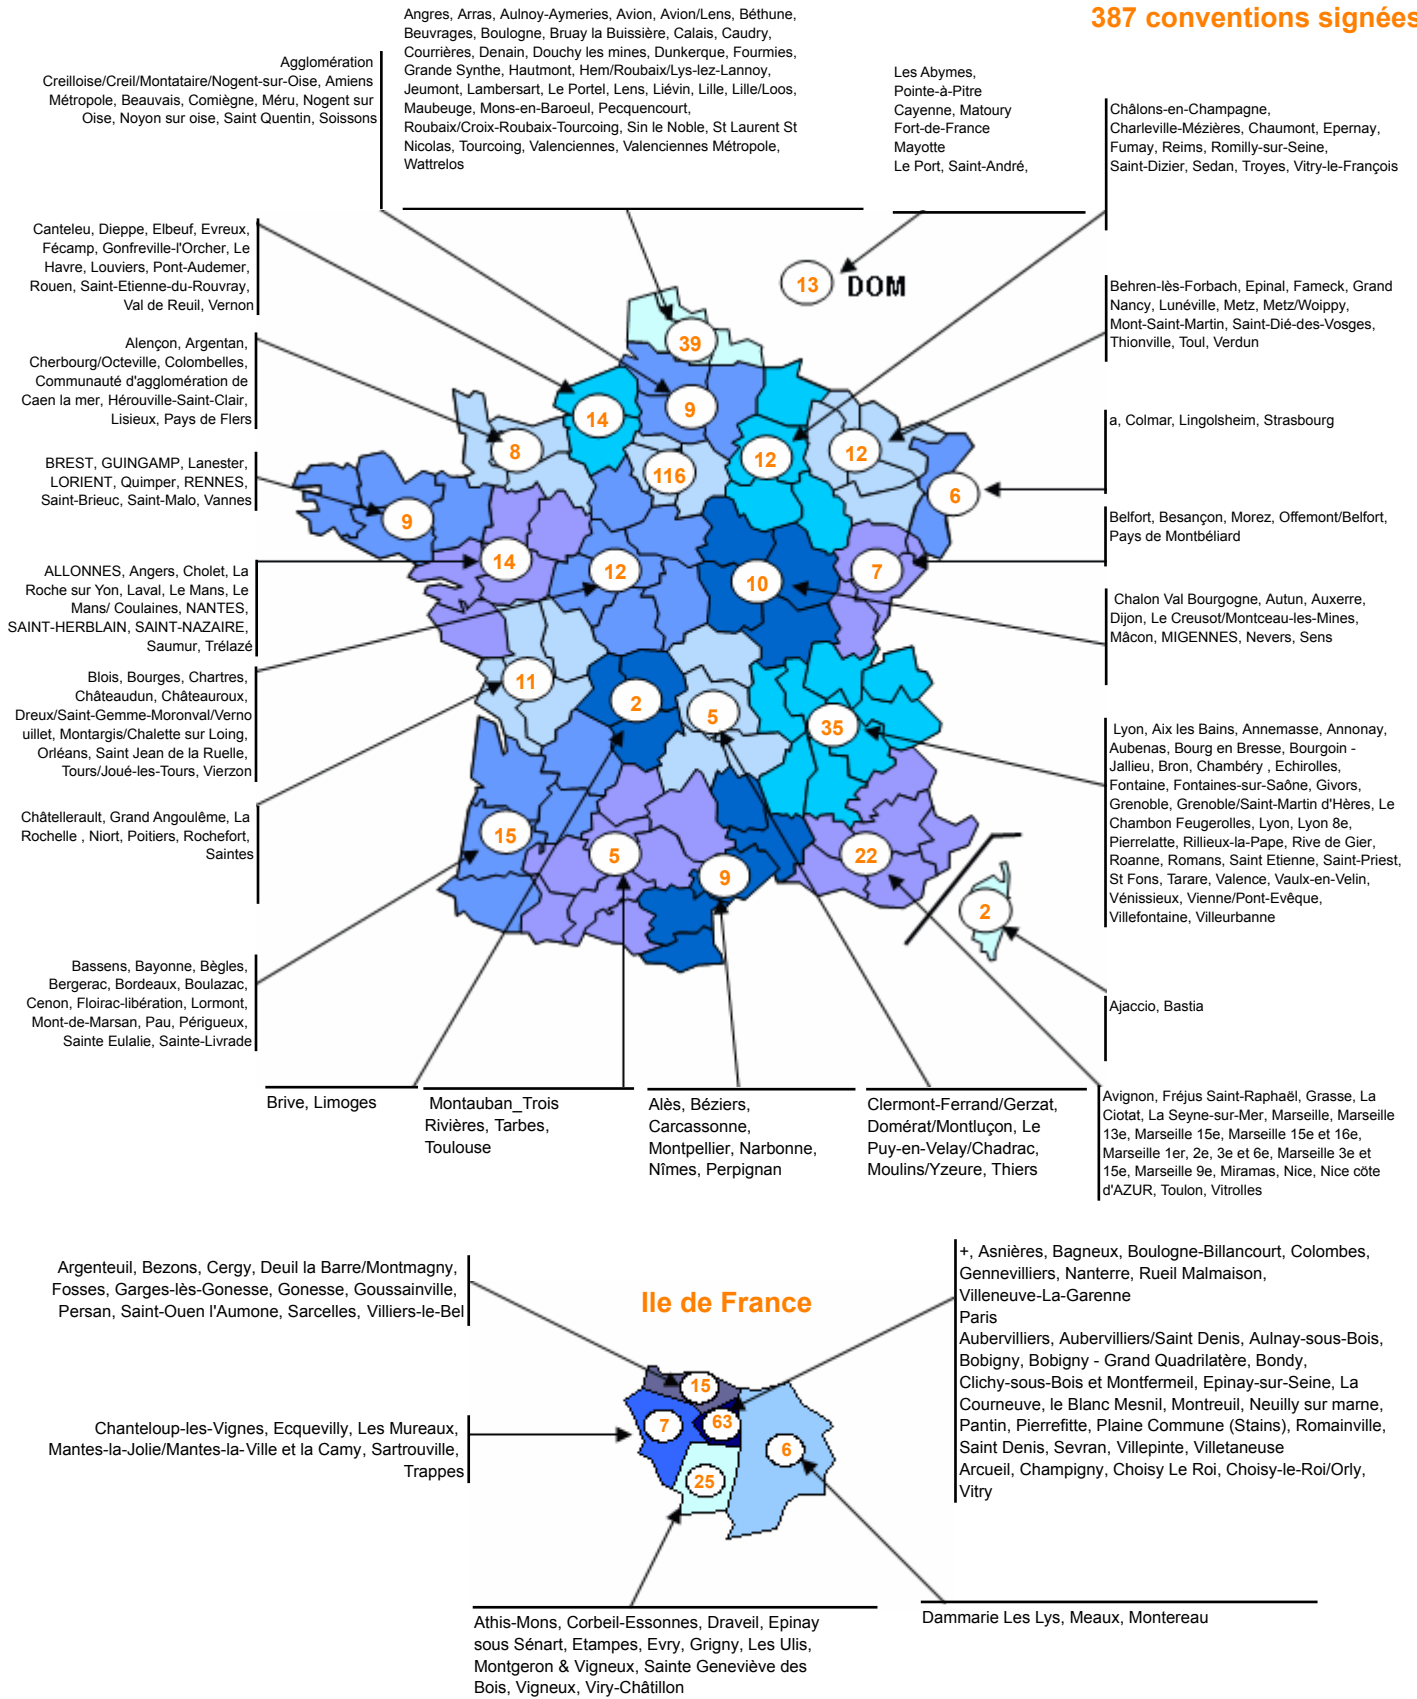 387 conventions signées
Angres, Arras, Aulnoy-Aymeries, Avion, Avion/Lens, Béthune,
Beuvrages, Boulogne, Bruay la Buissière, Calais, Caudry,
Courrières, Denain, Douchy les mines, Dunkerque, Fourmies,
Grande Synthe, Hautmont, Hem/Roubaix/Lys-lez-Lannoy,
Jeumont, Lambersart, Le Portel, Lens, Liévin, Lille, Lille/Loos,
Maubeuge, Mons-en-Baroeul, Pecquencourt,
Roubaix/Croix-Roubaix-Tourcoing, Sin le Noble, St Laurent St
Nicolas, Tourcoing, Valenciennes, Valenciennes Métropole,
Wattrelos
Agglomération
Creilloise/Creil/Montataire/Nogent-sur-Oise, Amiens
Métropole, Beauvais, Comiègne, Méru, Nogent sur
Oise, Noyon sur oise, Saint Quentin, Soissons
Les Abymes,
Pointe-à-Pitre
Cayenne, Matoury
Fort-de-France
Mayotte
Le Port, Saint-André,
Châlons-en-Champagne,
Charleville-Mézières, Chaumont, Epernay,
Fumay, Reims, Romilly-sur-Seine,
Saint-Dizier, Sedan, Troyes, Vitry-le-François
Canteleu, Dieppe, Elbeuf, Evreux,
Fécamp, Gonfreville-l'Orcher, Le
Havre, Louviers, Pont-Audemer,
Rouen, Saint-Etienne-du-Rouvray,
Val de Reuil, Vernon
13 DOM
Behren-lès-Forbach, Epinal, Fameck, Grand
Nancy, Lunéville, Metz, Metz/Woippy,
Mont-Saint-Martin, Saint-Dié-des-Vosges,
Thionville, Toul, Verdun
Alençon, Argentan,
Cherbourg/Octeville, Colombelles,
Communauté d'agglomération de
Caen la mer, Hérouville-Saint-Clair,
Lisieux, Pays de Flers
39
9
14
8
116
12
12
6
a, Colmar, Lingolsheim, Strasbourg
BREST, GUINGAMP, Lanester,
LORIENT, Quimper, RENNES,
Saint-Brieuc, Saint-Malo, Vannes
9
Belfort, Besançon, Morez, Offemont/Belfort,
Pays de Montbéliard
14
12
10
7
ALLONNES, Angers, Cholet, La
Roche sur Yon, Laval, Le Mans, Le
Mans/ Coulaines, NANTES,
SAINT-HERBLAIN, SAINT-NAZAIRE,
Saumur, Trélazé
Chalon Val Bourgogne, Autun, Auxerre,
Dijon, Le Creusot/Montceau-les-Mines,
Mâcon, MIGENNES, Nevers, Sens
Blois, Bourges, Chartres,
Châteaudun, Châteauroux,
Dreux/Saint-Gemme-Moronval/Verno
uillet, Montargis/Chalette sur Loing,
Orléans, Saint Jean de la Ruelle,
Tours/Joué-les-Tours, Vierzon
11
2
5
35
Lyon, Aix les Bains, Annemasse, Annonay,
Aubenas, Bourg en Bresse, Bourgoin -
Jallieu, Bron, Chambéry , Echirolles,
Fontaine, Fontaines-sur-Saône, Givors,
Grenoble, Grenoble/Saint-Martin d'Hères, Le
Chambon Feugerolles, Lyon, Lyon 8e,
Pierrelatte, Rillieux-la-Pape, Rive de Gier,
Roanne, Romans, Saint Etienne, Saint-Priest,
St Fons, Tarare, Valence, Vaulx-en-Velin,
Vénissieux, Vienne/Pont-Evêque,
Villefontaine, Villeurbanne
Châtellerault, Grand Angoulême, La
Rochelle , Niort, Poitiers, Rochefort,
Saintes
15
5
9
22
2
Bassens, Bayonne, Bègles,
Bergerac, Bordeaux, Boulazac,
Cenon, Floirac-libération, Lormont,
Mont-de-Marsan, Pau, Périgueux,
Sainte Eulalie, Sainte-Livrade
Ajaccio, Bastia
Brive, Limoges
Montauban_Trois
Rivières, Tarbes,
Toulouse
Alès, Béziers,
Carcassonne,
Montpellier, Narbonne,
Nîmes, Perpignan
Clermont-Ferrand/Gerzat,
Domérat/Montluçon, Le
Puy-en-Velay/Chadrac,
Moulins/Yzeure, Thiers
Avignon, Fréjus Saint-Raphaël, Grasse, La
Ciotat, La Seyne-sur-Mer, Marseille, Marseille
13e, Marseille 15e, Marseille 15e et 16e,
Marseille 1er, 2e, 3e et 6e, Marseille 3e et
15e, Marseille 9e, Miramas, Nice, Nice cöte
d'AZUR, Toulon, Vitrolles
Ile de France
Argenteuil, Bezons, Cergy, Deuil la Barre/Montmagny,
Fosses, Garges-lès-Gonesse, Gonesse, Goussainville,
Persan, Saint-Ouen l'Aumone, Sarcelles, Villiers-le-Bel
+, Asnières, Bagneux, Boulogne-Billancourt, Colombes,
Gennevilliers, Nanterre, Rueil Malmaison,
Villeneuve-La-Garenne
Paris
Aubervilliers, Aubervilliers/Saint Denis, Aulnay-sous-Bois,
Bobigny, Bobigny - Grand Quadrilatère, Bondy,
Clichy-sous-Bois et Montfermeil, Epinay-sur-Seine, La
Courneuve, le Blanc Mesnil, Montreuil, Neuilly sur marne,
Pantin, Pierrefitte, Plaine Commune (Stains), Romainville,
Saint Denis, Sevran, Villepinte, Villetaneuse
Arcueil, Champigny, Choisy Le Roi, Choisy-le-Roi/Orly,
Vitry
15
7
63
6
25
Chanteloup-les-Vignes, Ecquevilly, Les Mureaux,
Mantes-la-Jolie/Mantes-la-Ville et la Camy, Sartrouville,
Trappes
Athis-Mons, Corbeil-Essonnes, Draveil, Epinay
sous Sénart, Etampes, Evry, Grigny, Les Ulis,
Montgeron & Vigneux, Sainte Geneviève des
Bois, Vigneux, Viry-Châtillon
Dammarie Les Lys, Meaux, Montereau